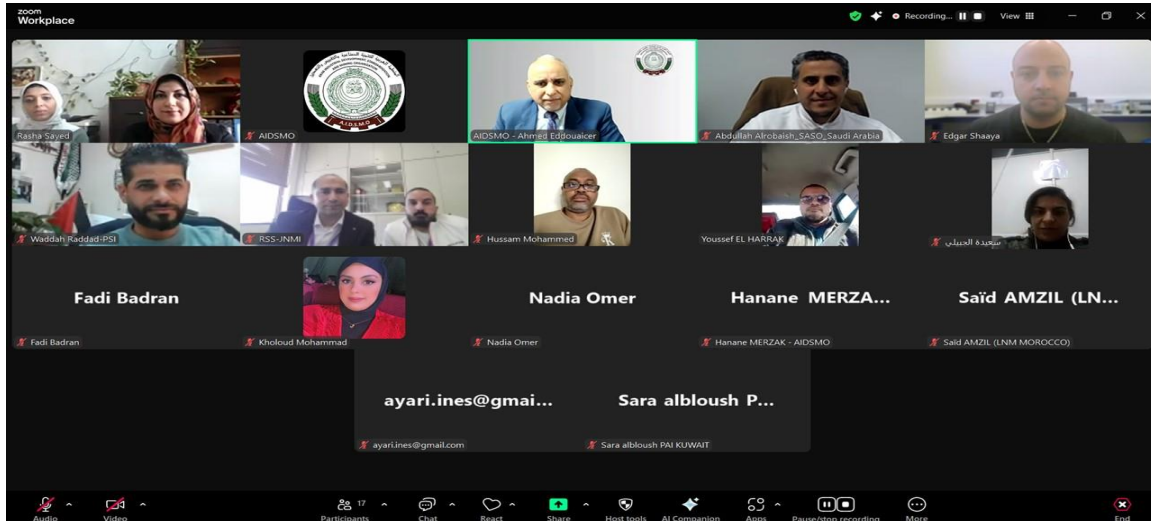 zoom
Workplace
Recording...
View
Rasha Sayed
A.I.D.S.M.O
AIDSMO
AIDSMO - Ahmed Eddouaicer
Abdullah Alrobaish_SASO_Saudi Arabia
Edgar Shaaya
Waddah Raddad-PSI
RSS-JNMI
Hussam Mohammed
Youssef EL HARRAK
سعيدة الجبيلي
Fadi Badran
Fadi Badran
Kholoud Mohammad
Nadia Omer
Nadia Omer
Hanane MERZA...
Hanane MERZAK - AIDSMO
Saïd AMZIL (LN...
Saïd AMZIL (LNM MOROCCO)
ayari.ines@gmai...
ayari.ines@gmail.com
Sara albloush P...
Sara albloush PAI KUWAIT
Audio
Video
17
Participants
Chat
React
Share
Host tools
AI Companion
Apps
Pause/stop recording
More
End